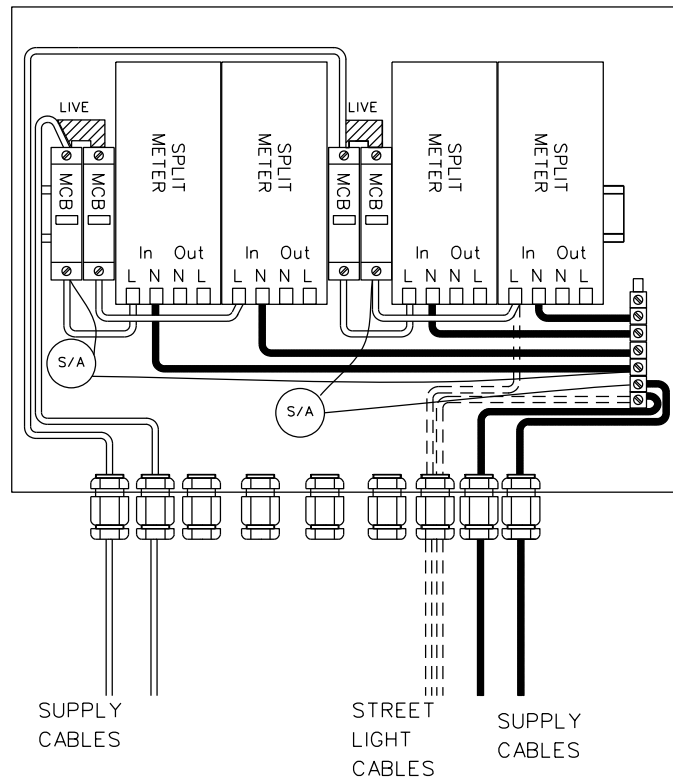 LIVE
LIVE
MCB
MCB
SPLIT
METER
SPLIT
METER
MCB
MCB
SPLIT
METER
SPLIT
METER
In Out
L N N L
In Out
L N N L
In Out
L N N L
In Out
L N N L
S/A
S/A
SUPPLY
CABLES
STREET
LIGHT
CABLES
SUPPLY
CABLES